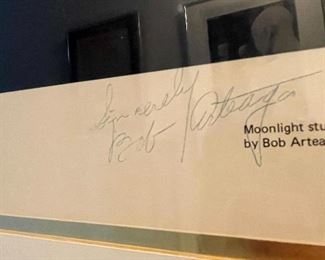 Sincerely
Bob Arteaga
Moonlight stu
by Bob Artea